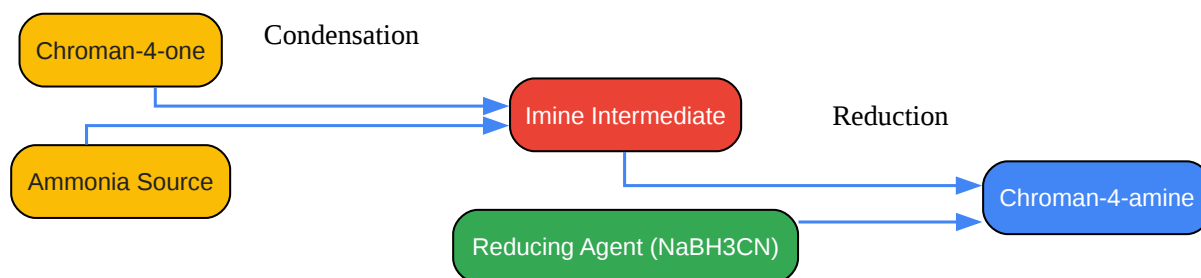 Chroman-4-one
Condensation
Imine Intermediate
Reduction
Ammonia Source
Chroman-4-amine
Reducing Agent (NaBH3CN)